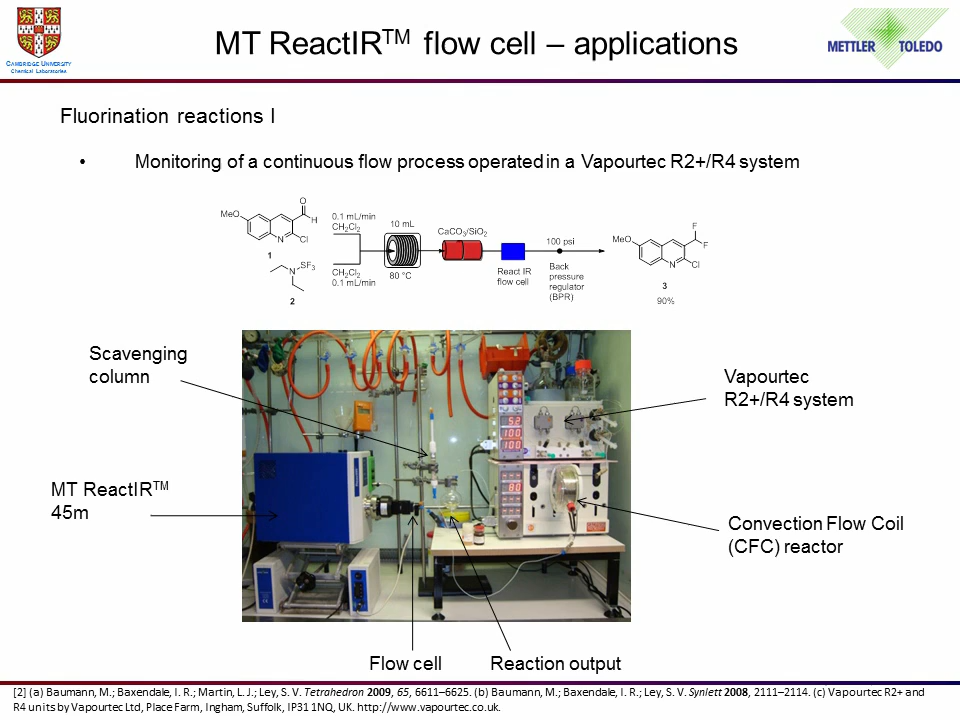 CAMBRIDGE UNIVERSITY
Chemical Laboratories
MT ReactIRTM flow cell – applications
METTLER TOLEDO
Fluorination reactions I
• Monitoring of a continuous flow process operated in a Vapourtec R2+/R4 system
MeO
O
H
N
Cl
1
N
SF3
2
0.1 mL/min
CH2Cl2
CH2Cl2
0.1 mL/min
10 mL
80 °C
CaCO3/SiO2
React IR
flow cell
100 psi
Back
pressure
regulator
(BPR)
MeO
F
F
N
Cl
3
90%
Scavenging
column
Vapourtec
R2+/R4 system
52
100
100
80
MT ReactIRTM
45m
Convection Flow Coil
(CFC) reactor
Flow cell
Reaction output
[2] (a) Baumann, M.; Baxendale, I. R.; Martin, L. J.; Ley, S. V. Tetrahedron 2009, 65, 6611–6625. (b) Baumann, M.; Baxendale, I. R.; Ley, S. V. Synlett 2008, 2111–2114. (c) Vapourtec R2+ and
R4 units by Vapourtec Ltd, Place Farm, Ingham, Suffolk, IP31 1NQ, UK. http://www.vapourtec.co.uk.